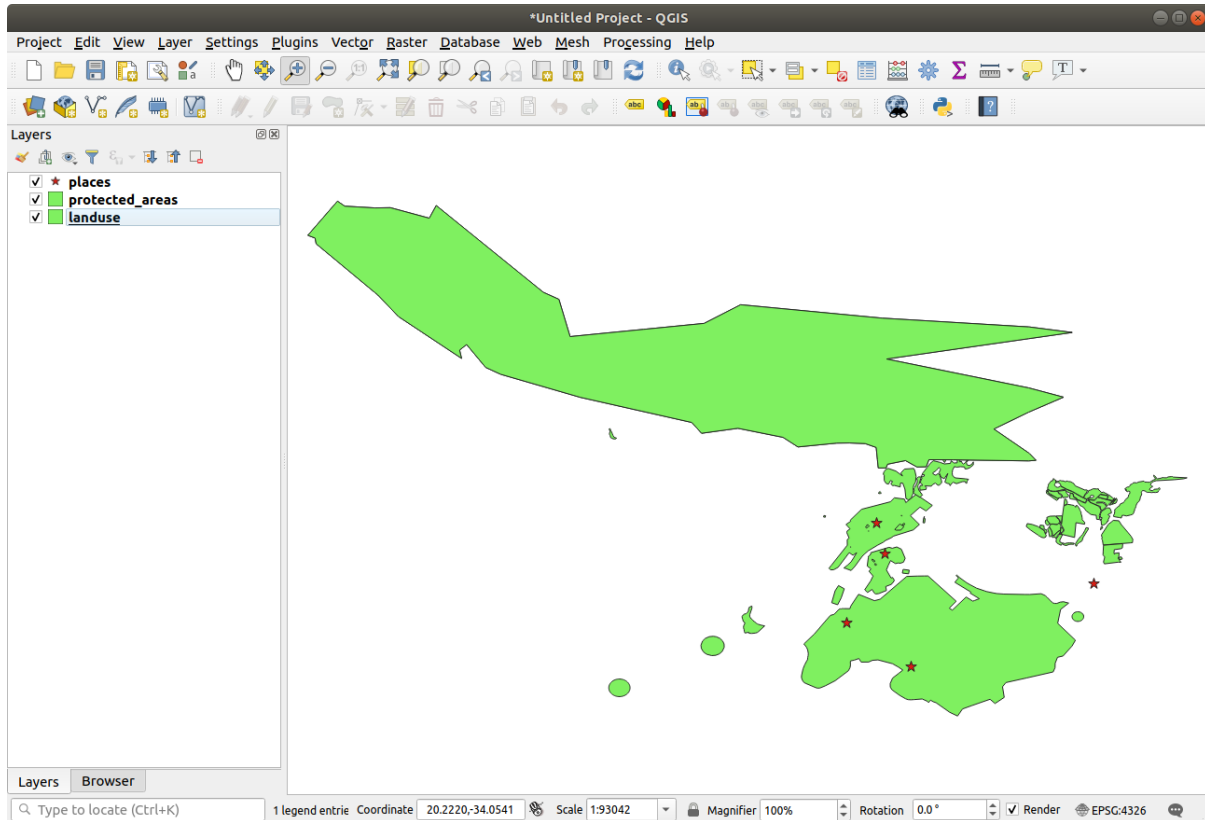 *Untitled Project - QGIS
Project Edit View Layer Settings Plugins Vector Raster Database Web Mesh Processing Help
Layers
places
protected_areas
landuse
Layers Browser
Type to locate (Ctrl+K) 1 legend entrie Coordinate 20.2220,-34.0541 Scale 1:93042 Magnifier 100% Rotation 0.0 ° Render EPSG:4326